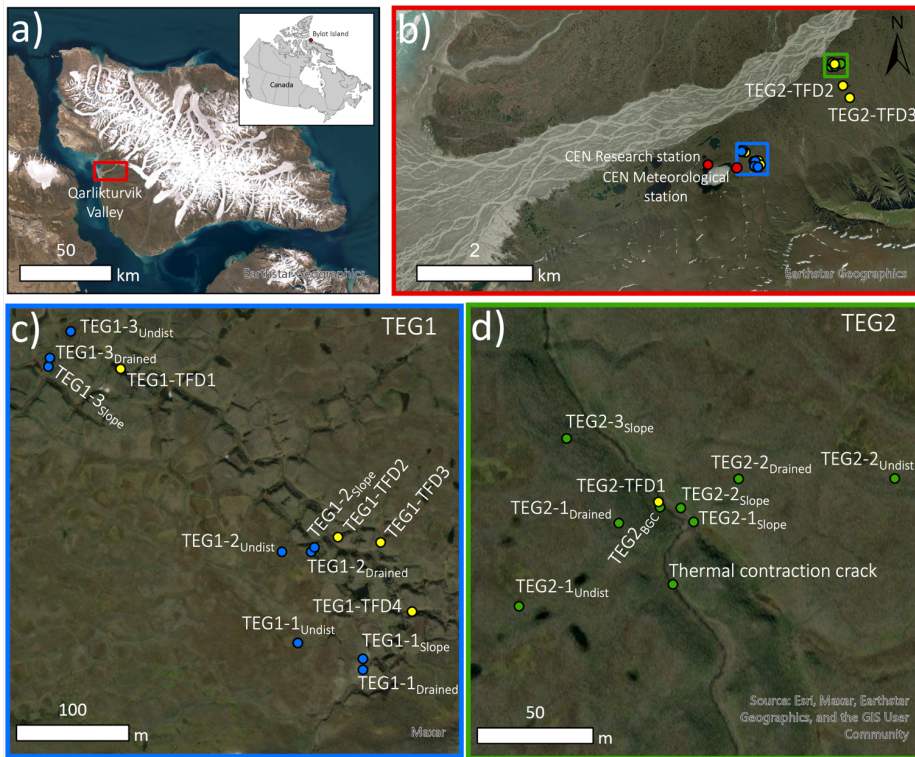 a)
Bylot Island
Canada
Qarlikturvik
Valley
50
km
Earthstar Geographics
b)
N
TEG2-TFD2
TEG2-TFD3
CEN Research station
CEN Meteorological
station
2
km
Earthstar Geographics
c)
TEG1
TEG1-3Undist
TEG1-3Drained
TEG1-TFD1
TEG1-3Slope
TEG1-2Slope
TEG1-TFD2
TEG1-TFD3
TEG1-2Undist
TEG1-2Drained
TEG1-TFD4
TEG1-1Undist
TEG1-1Slope
TEG1-1Drained
100
m
Maxar
d)
TEG2
TEG2-3Slope
TEG2-2Drained
TEG2-2Undist
TEG2-TFD1
TEG2-2Slope
TEG2-1Drained
TEG2BGC
TEG2-1Slope
Thermal contraction crack
TEG2-1Undist
50
m
Source: Esri, Maxar, Earthstar
Geographics, and the GIS User
Community